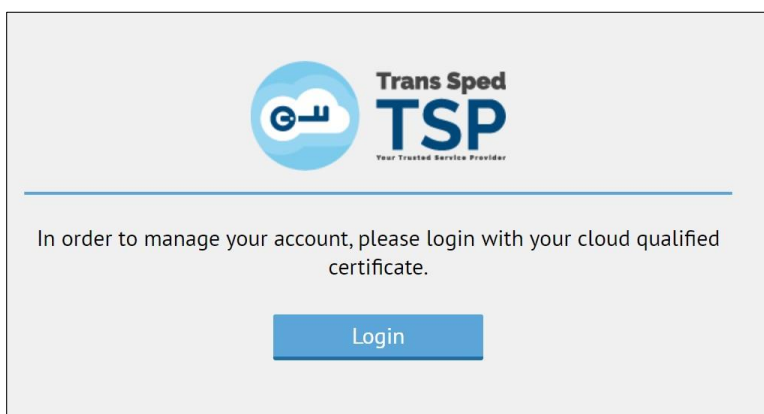 Trans Sped
TSP
Your Trusted Service Provider
In order to manage your account, please login with your cloud qualified
certificate.
Login